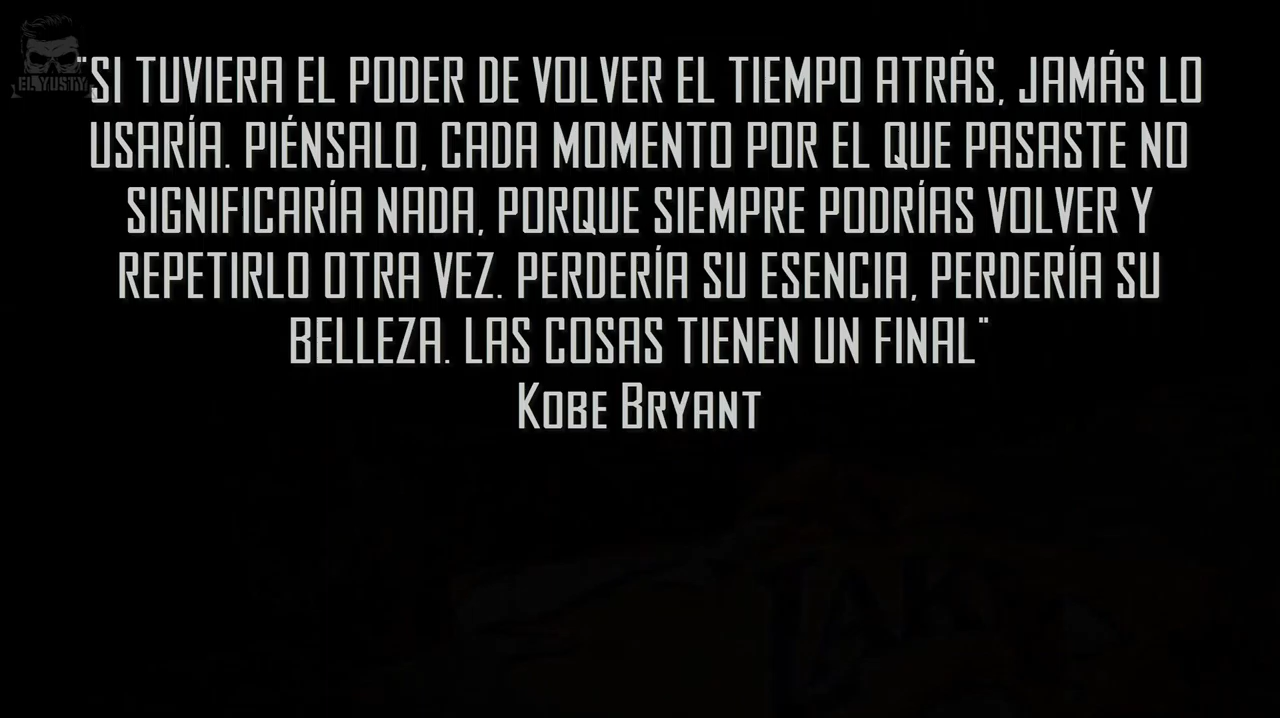 EL YUSTY
¨SI TUVIERA EL PODER DE VOLVER EL TIEMPO ATRÁS, JAMÁS LO
USARÍA. PIÉNSALO, CADA MOMENTO POR EL QUE PASASTE NO
SIGNIFICARÍA NADA, PORQUE SIEMPRE PODRÍAS VOLVER Y
REPETIRLO OTRA VEZ. PERDERÍA SU ESENCIA, PERDERÍA SU
BELLEZA. LAS COSAS TIENEN UN FINAL¨
KOBE BRYANT